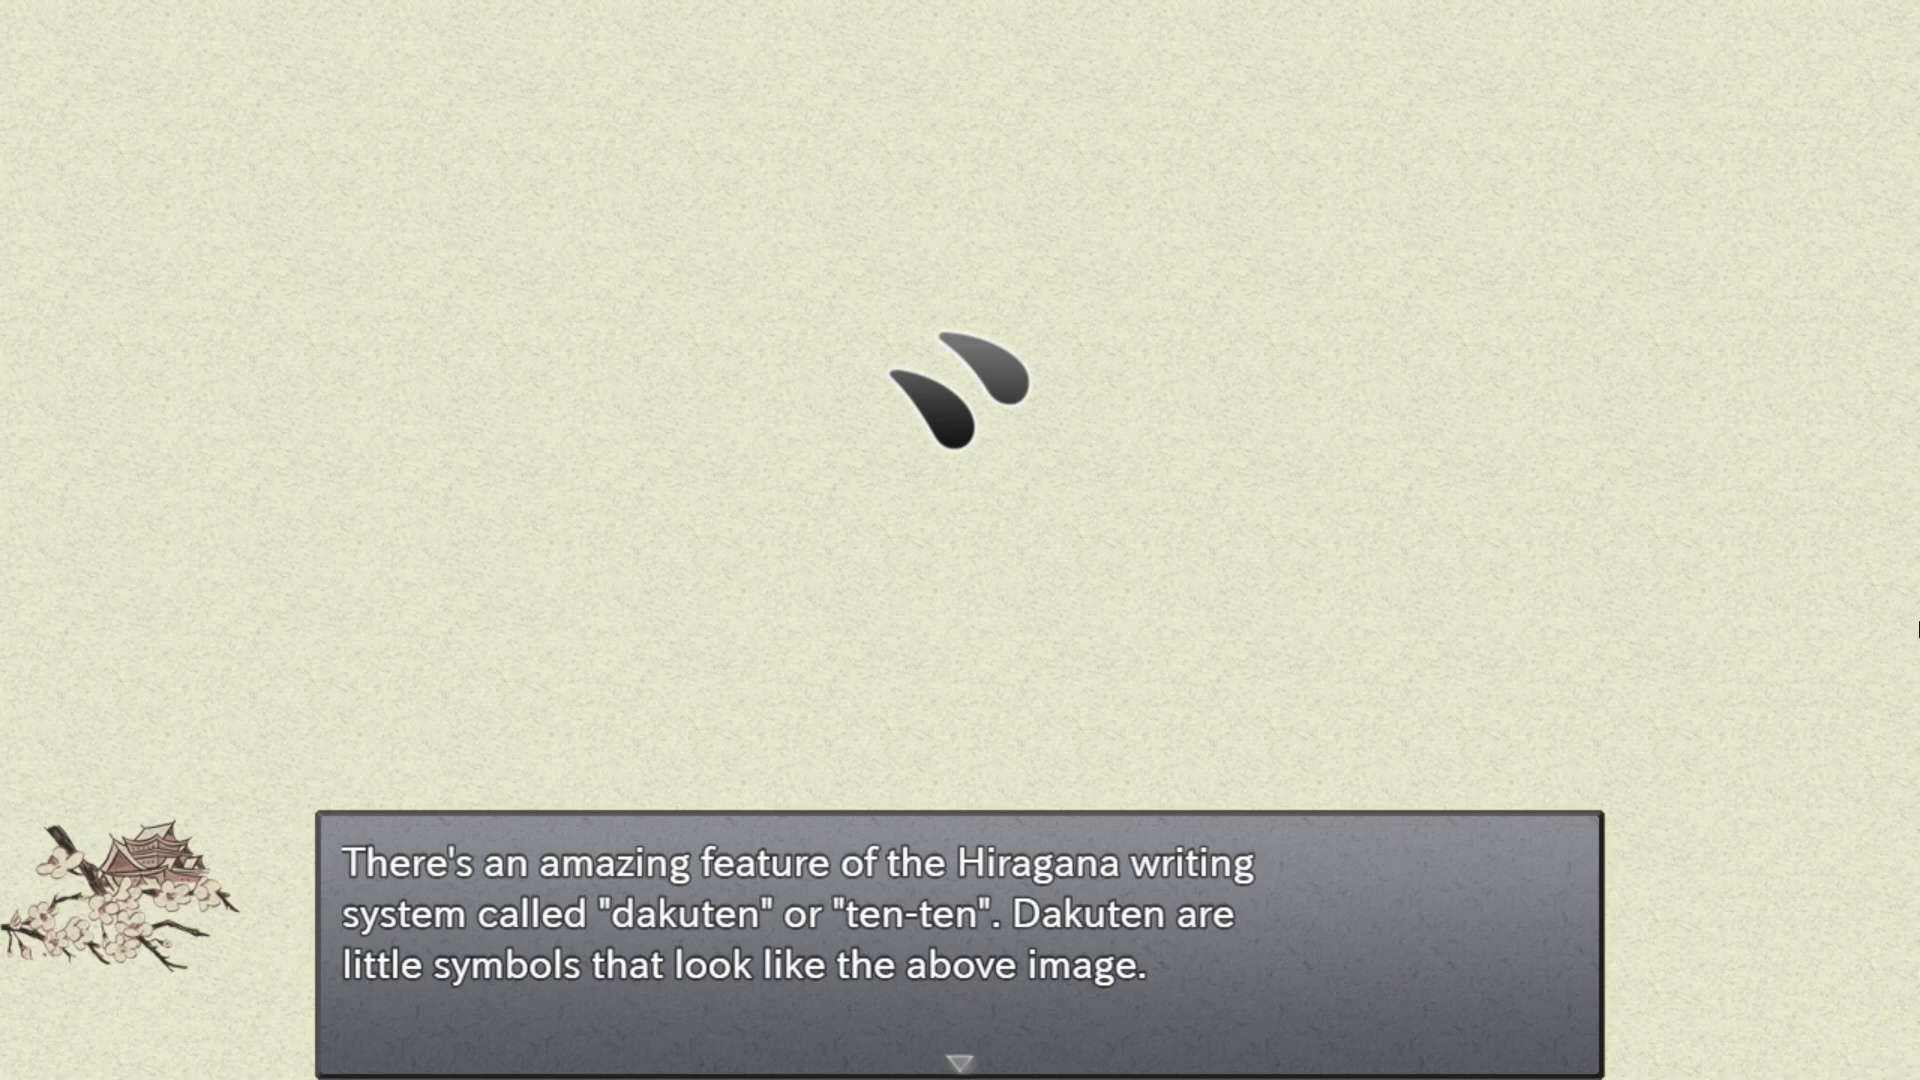 There's an amazing feature of the Hiragana writing
system called "dakuten" or "ten-ten". Dakuten are
little symbols that look like the above image.